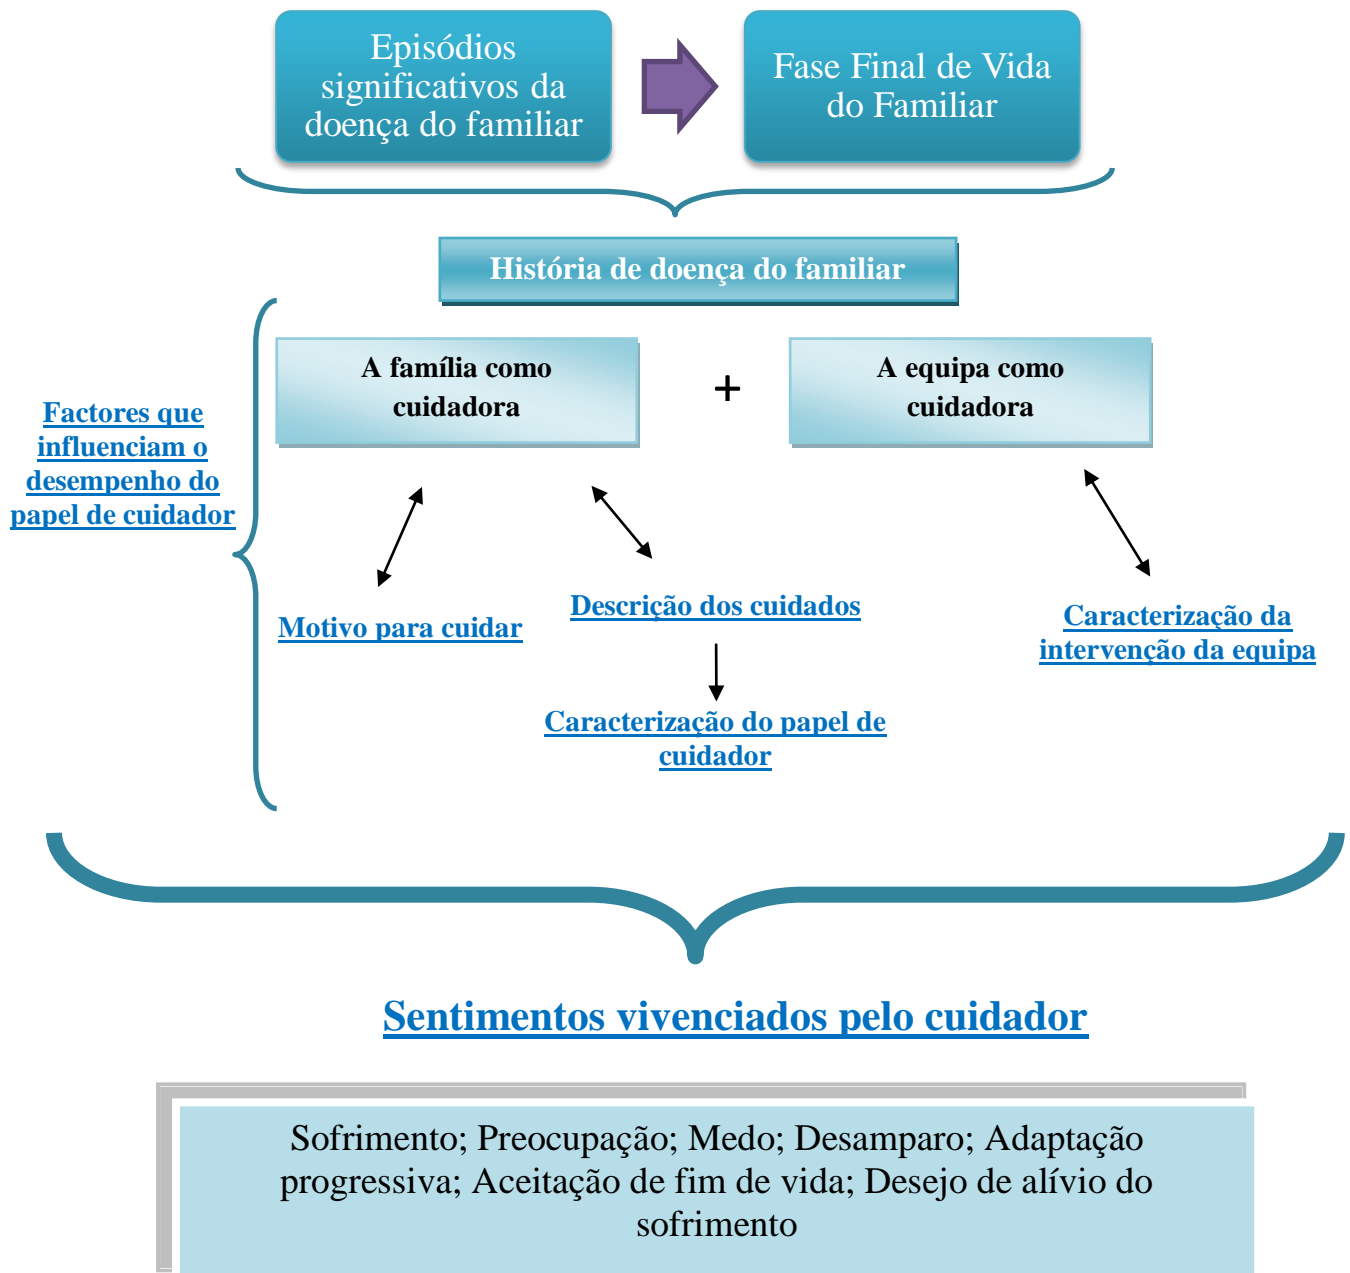 Episódios
significativos da
doença do familiar
Fase Final de Vida
do Familiar
História de doença do familiar
A família como
cuidadora
+
A equipa como
cuidadora
Factores que
influenciam o
desempenho do
papel de cuidador
Motivo para cuidar
Descrição dos cuidados
Caracterização da
intervenção da equipa
Caracterização do papel de
cuidador
Sentimentos vivenciados pelo cuidador
Sofrimento; Preocupação; Medo; Desamparo; Adaptação
progressiva; Aceitação de fim de vida; Desejo de alívio do
sofrimento